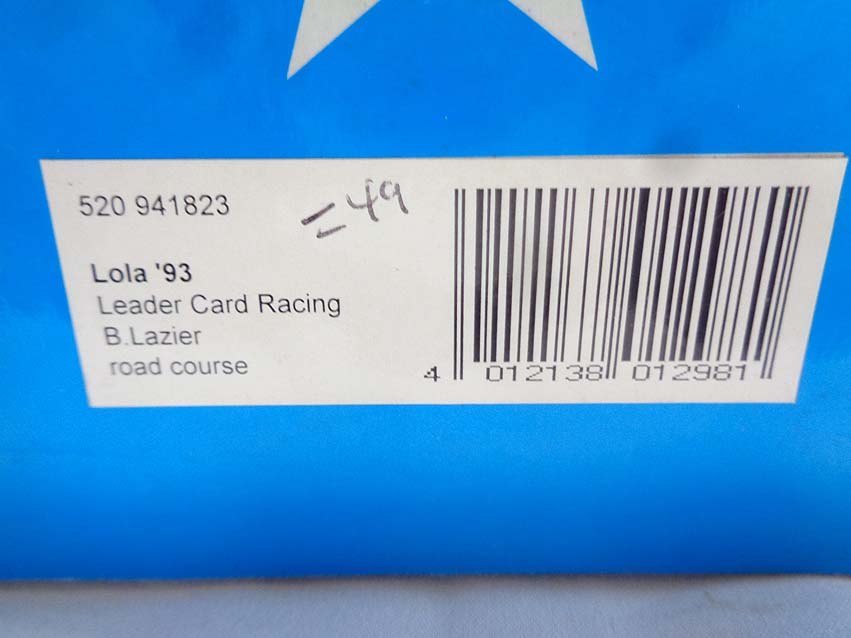 520 941823
= 49
Lola '93
Leader Card Racing
B.Lazier
road course
4 012138 012981